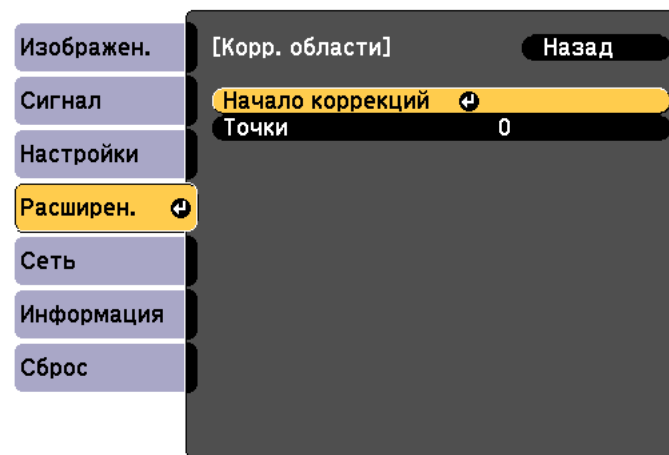 Изображен.
Сигнал
Настройки
Расширен.
Сеть
Информация
Сброс
[Корр. области]
Назад
Начало коррекций
Точки 0